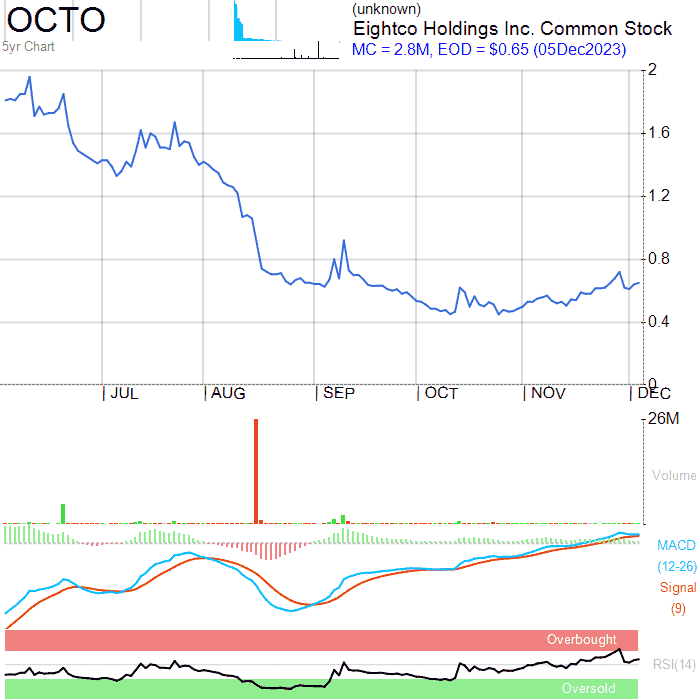 OCTO
5yr Chart
(unknown)
Eightco Holdings Inc. Common Stock
MC = 2.8M, EOD = $0.65 (05Dec2023)
2
1.6
1.2
0.8
0.4
0
JUL AUG SEP OCT NOV DEC
26M
Volume
MACD
(12-26)
Signal
(9)
Overbought
RSI(14)
Oversold